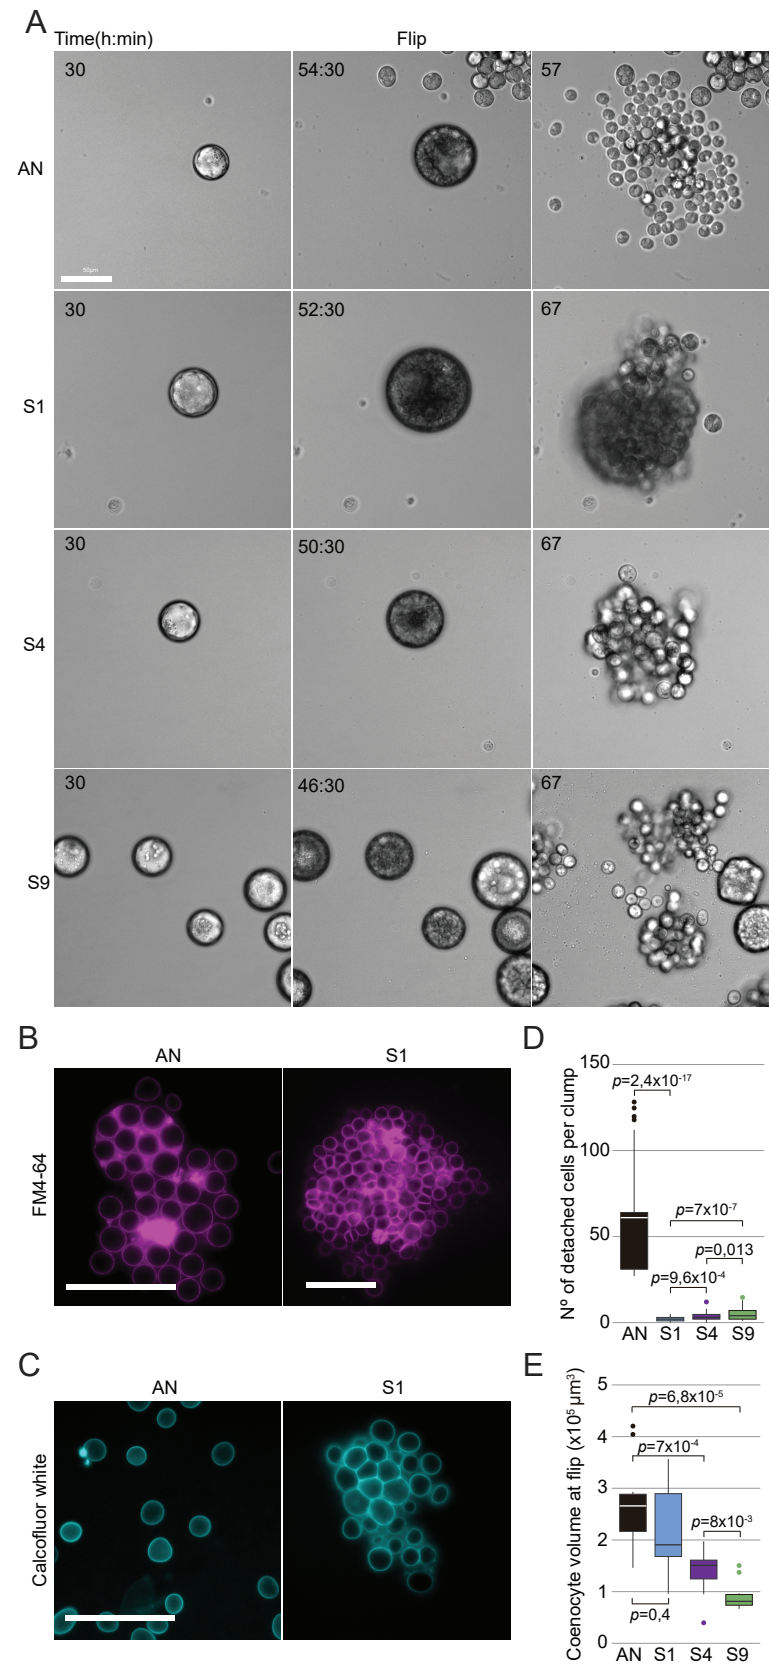 A
Time(h:min)
Flip
30
54:30
57
AN
50µm
30
52:30
67
S1
30
50:30
67
S4
30
46:30
67
S9
B
AN
S1
FM4-64
C
AN
S1
Calcofluor white
D
Nº of detached cells per clump
150
100
50
0
p=2,4x10-17
p=7x10-7
p=0,013
p=9,6x10-4
AN S1 S4 S9
E
Coenocyte volume at flip (x10⁵ µm³)
5
4
3
2
1
0
p=6,8x10-5
p=7x10-4
p=8x10-3
p=0,4
AN S1 S4 S9